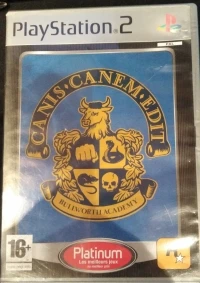 PlayStation 2
CANIS CANEM EDIT
BULLWORTH ACADEMY
16+
Platinum
Les meilleurs jeux
R